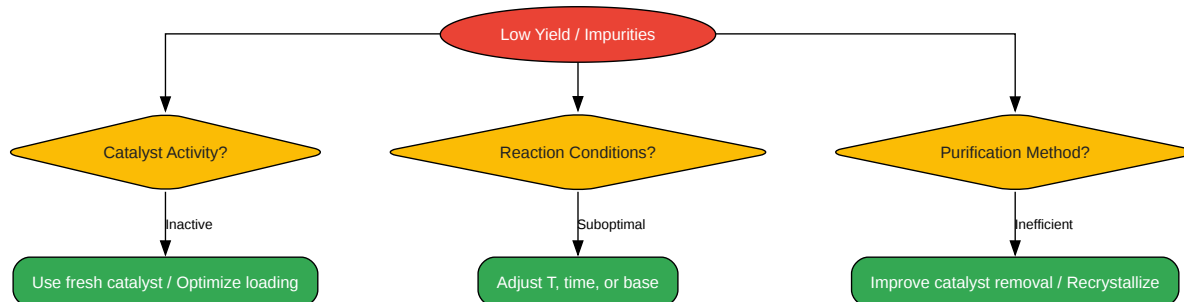 Low Yield / Impurities
Catalyst Activity?
Reaction Conditions?
Purification Method?
Inactive
Suboptimal
Inefficient
Use fresh catalyst / Optimize loading
Adjust T, time, or base
Improve catalyst removal / Recrystallize